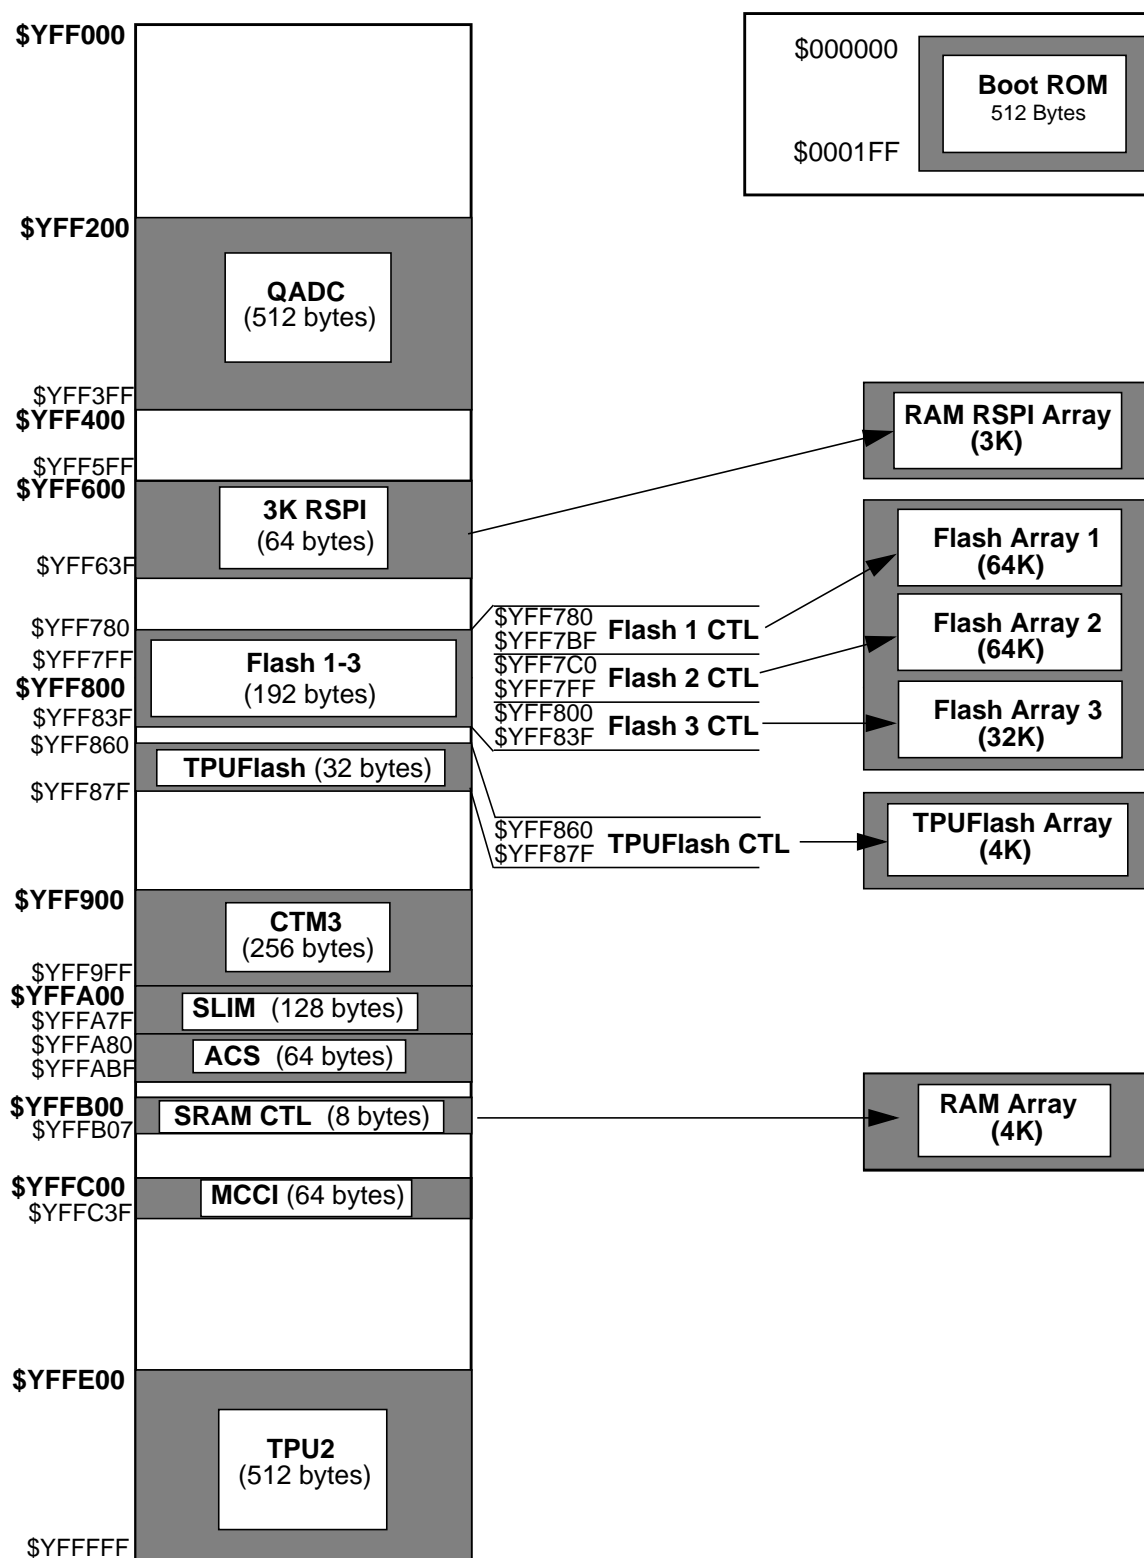 $YFF000
$000000
Boot ROM
512 Bytes
$0001FF
$YFF200
QADC
(512 bytes)
$YFF3FF
$YFF400
RAM RSPI Array
(3K)
$YFF5FF
$YFF600
3K RSPI
(64 bytes)
$YFF63F
Flash Array 1
(64K)
$YFF780
$YFF7FF
Flash 1-3
(192 bytes)
$YFF800
$YFF83F
$YFF780
$YFF7BF
Flash 1 CTL
$YFF7C0
$YFF7FF
Flash 2 CTL
$YFF800
$YFF83F
Flash 3 CTL
Flash Array 2
(64K)
Flash Array 3
(32K)
$YFF860
TPUFlash (32 bytes)
$YFF87F
$YFF860
$YFF87F
TPUFlash CTL
TPUFlash Array
(4K)
$YFF900
CTM3
(256 bytes)
$YFF9FF
$YFFA00
SLIM (128 bytes)
$YFFA7F
$YFFA80
ACS (64 bytes)
$YFFABF
$YFFB00
SRAM CTL (8 bytes)
$YFFB07
RAM Array
(4K)
$YFFC00
MCCI (64 bytes)
$YFFC3F
$YFFE00
TPU2
(512 bytes)
$YFFFFF